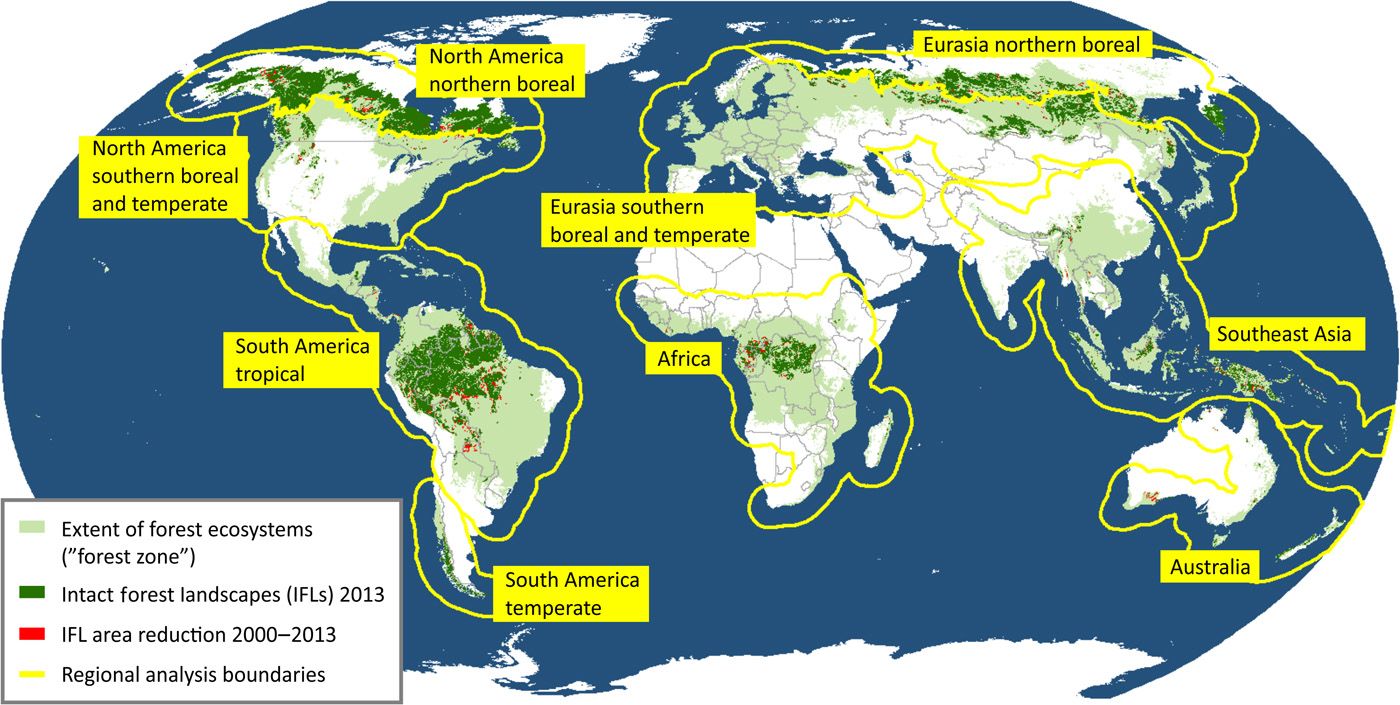 Eurasia northern boreal
North America
northern boreal
North America
southern boreal
and temperate
Eurasia southern
boreal and temperate
Southeast Asia
South America
tropical
Africa
Australia
South America
temperate
Extent of forest ecosystems
(”forest zone”)
Intact forest landscapes (IFLs) 2013
IFL area reduction 2000–2013
Regional analysis boundaries